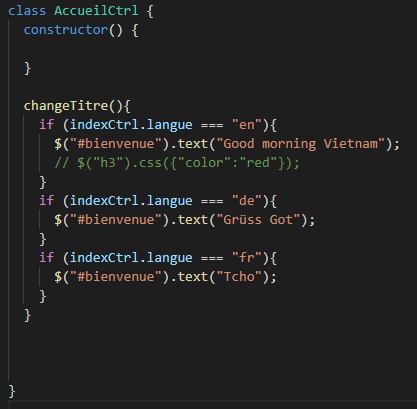 class AccueilCtrl {
constructor() {
}
changeTitre(){
if (indexCtrl.langue === "en"){
$("#bienvenue").text("Good morning Vietnam");
// $("h3").css({"color":"red"});
}
if (indexCtrl.langue === "de"){
$("#bienvenue").text("Grüss Got");
}
if (indexCtrl.langue === "fr"){
$("#bienvenue").text("Tcho");
}
}
}